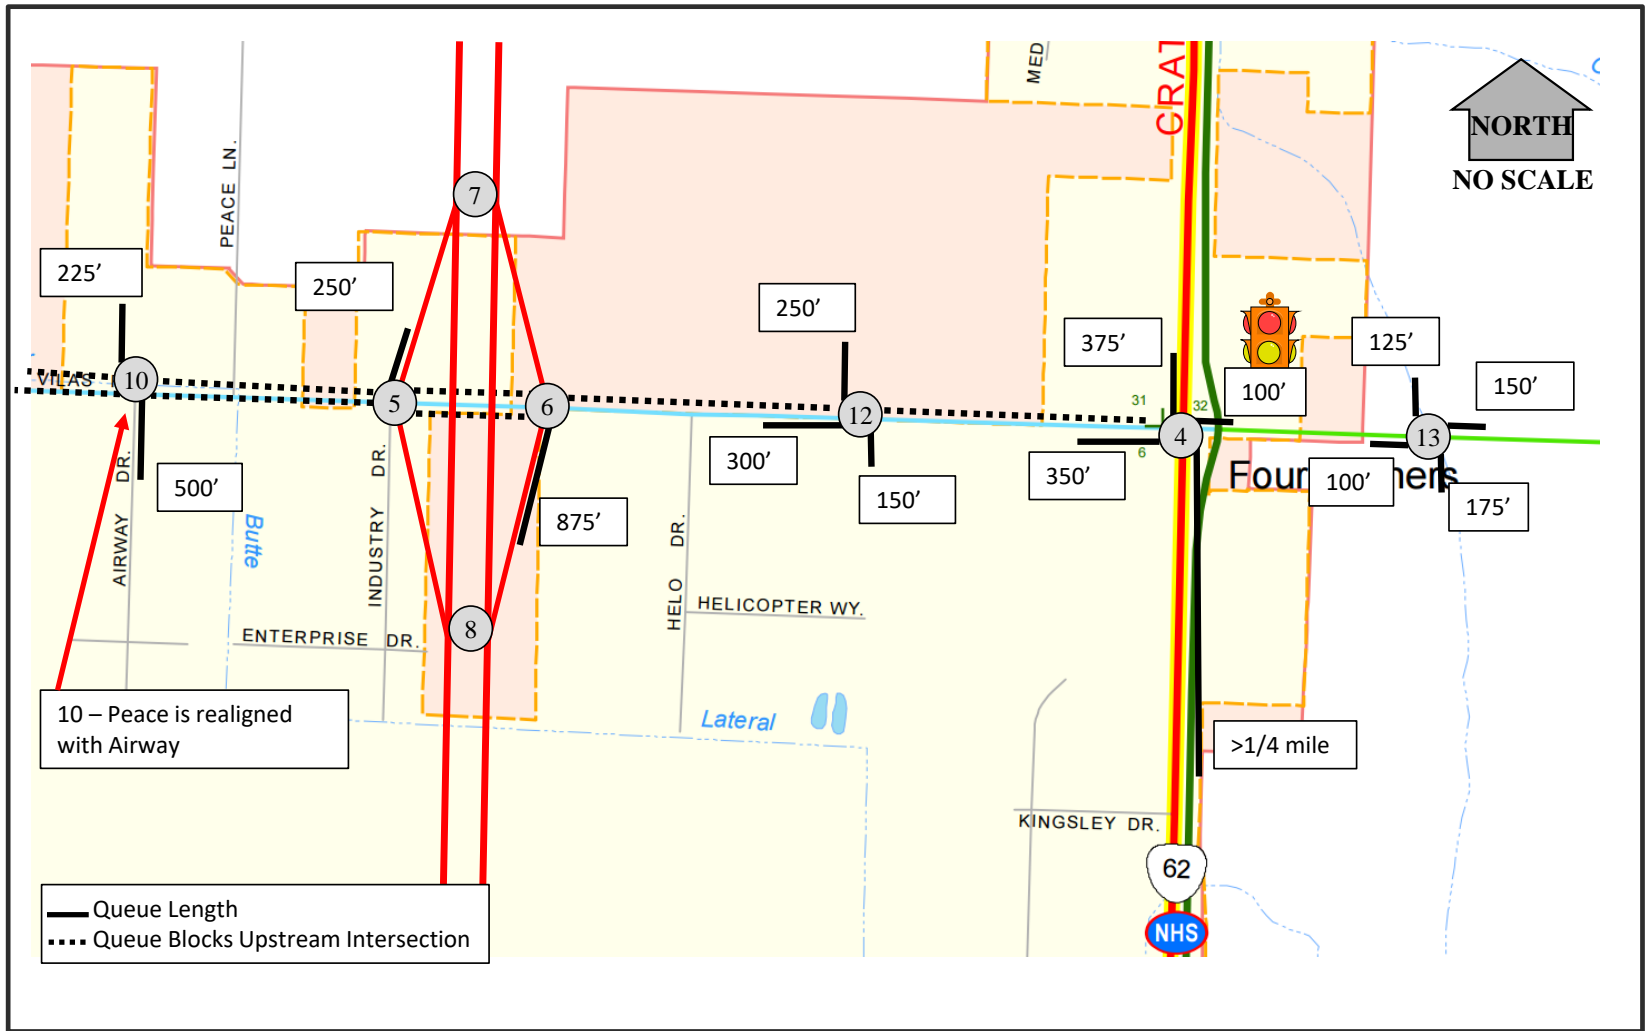 CRAT
MED
NORTH
NO SCALE
PEACE LN.
7
225’
250’
250’
375’
125’
150’
100’
VILAS
10
5
6
12
31
32
4
6
13
Four
ners
300’
350’
100’
150’
175’
500’
875’
AIRWAY DR.
Butte
INDUSTRY DR.
HELO DR.
HELICOPTER WY.
8
ENTERPRISE DR.
10 – Peace is realigned
with Airway
Lateral
>1/4 mile
KINGSLEY DR.
62
NHS
Queue Length
Queue Blocks Upstream Intersection